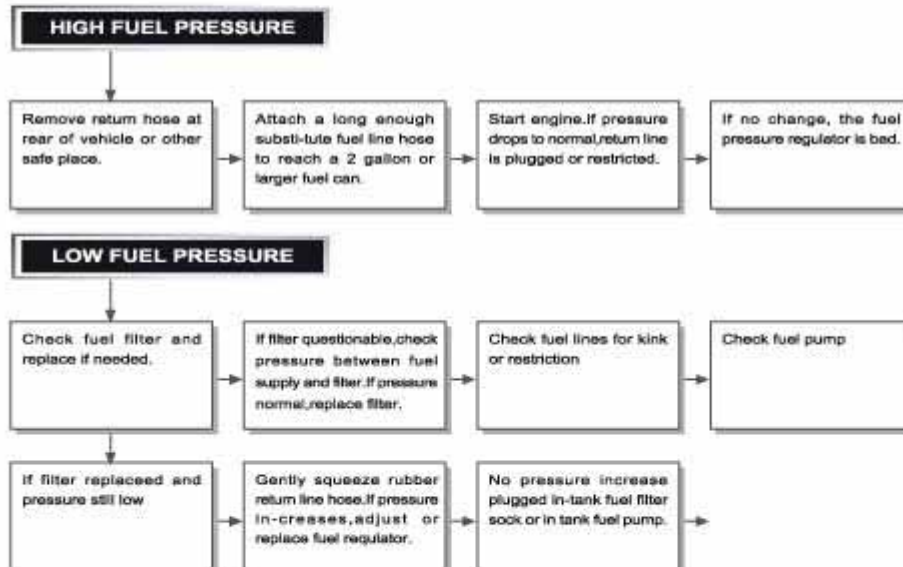 HIGH FUEL PRESSURE
Remove return hose at
rear of vehicle or other
safe place.
Attach a long enough
substi-tute fuel line hose
to reach a 2 gallon or
larger fuel can.
Start engine.If pressure
drops to normal,return line
is plugged or restricted.
If no change, the fuel
pressure regulator is bad.
LOW FUEL PRESSURE
Check fuel filter and
replace if needed.
If filter questionable,check
pressure between fuel
supply and filter.If pressure
normal,replace filter.
Check fuel lines for kink
or restriction
Check fuel pump
If filter replaceed and
pressure still low
Gently squeeze rubber
return line hose.If pressure
in-creases,adjust or
replace fuel requlator.
No pressure increase
plugged in-tank fuel filter
sock or in tank fuel pump.